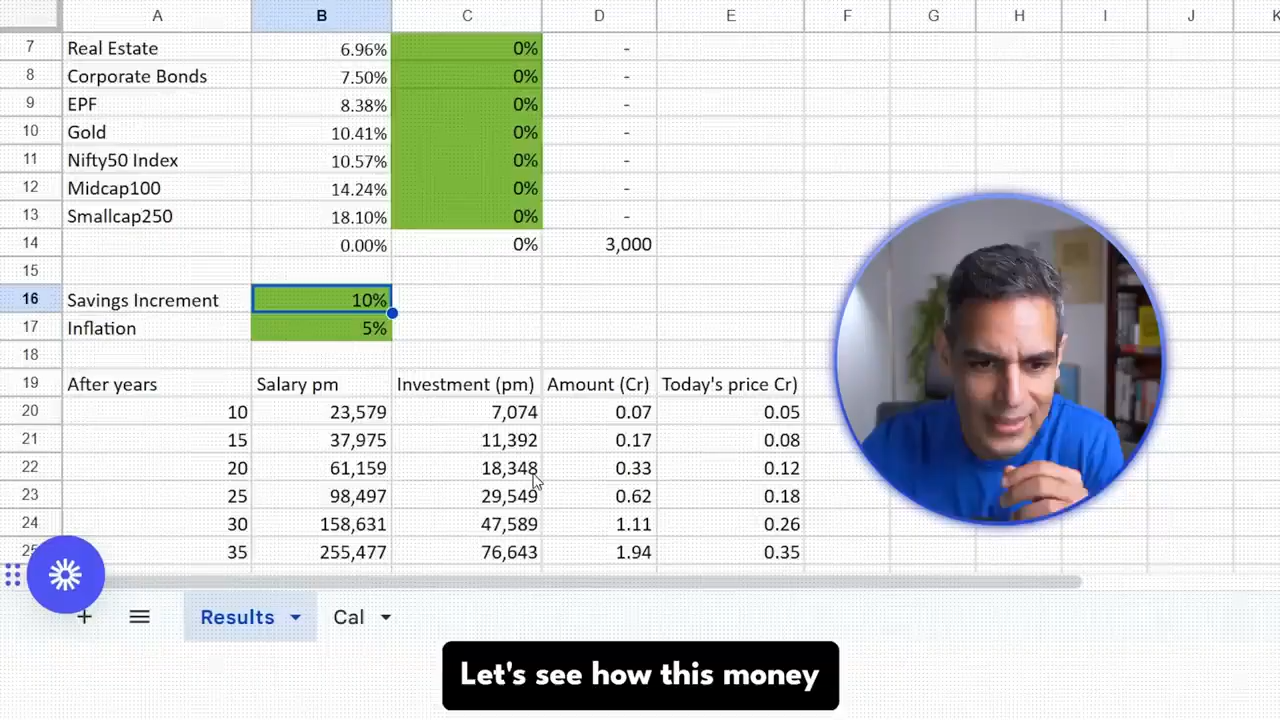 A B C D E F G H I J K
7 Real Estate 6.96% 0% -
8 Corporate Bonds 7.50% 0% -
9 EPF 8.38% 0% -
10 Gold 10.41% 0% -
11 Nifty50 Index 10.57% 0% -
12 Midcap100 14.24% 0% -
13 Smallcap250 18.10% 0% -
14 0.00% 0% 3,000
15
16 Savings Increment 10%
17 Inflation 5%
18
19 After years Salary pm Investment (pm) Amount (Cr) Today's price Cr)
20 10 23,579 7,074 0.07 0.05
21 15 37,975 11,392 0.17 0.08
22 20 61,159 18,348 0.33 0.12
23 25 98,497 29,549 0.62 0.18
24 30 158,631 47,589 1.11 0.26
25 35 255,477 76,643 1.94 0.35
Results Cal
Let's see how this money